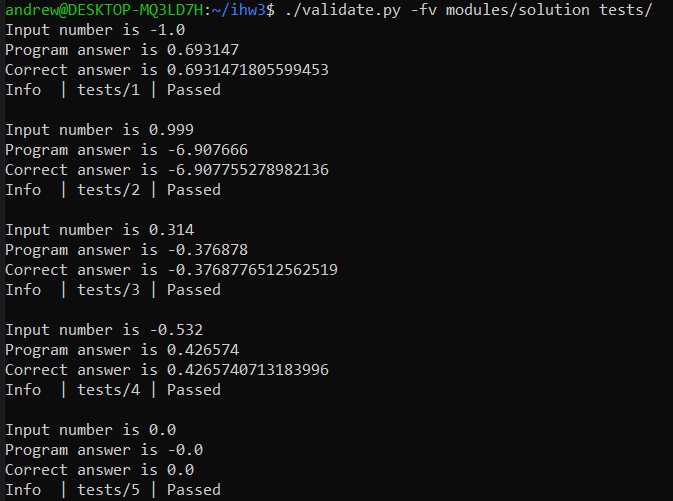 andrew@DESKTOP-MQ3LD7H:~/ihw3$ ./validate.py -fv modules/solution tests/
Input number is -1.0
Program answer is 0.693147
Correct answer is 0.6931471805599453
Info  | tests/1 | Passed
Input number is 0.999
Program answer is -6.907666
Correct answer is -6.907755278982136
Info  | tests/2 | Passed
Input number is 0.314
Program answer is -0.376878
Correct answer is -0.3768776512562519
Info  | tests/3 | Passed
Input number is -0.532
Program answer is 0.426574
Correct answer is 0.4265740713183996
Info  | tests/4 | Passed
Input number is 0.0
Program answer is -0.0
Correct answer is 0.0
Info  | tests/5 | Passed